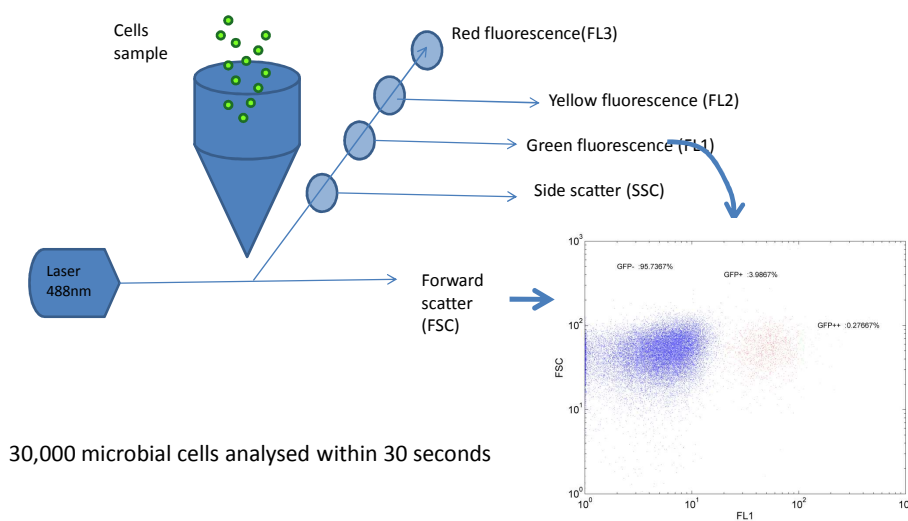 Cells
sample
Red fluorescence(FL3)
Yellow fluorescence (FL2)
Green fluorescence (FL1)
Side scatter (SSC)
Laser
488nm
Forward
scatter
(FSC)
30,000 microbial cells analysed within 30 seconds
10³
GFP- :95.7367%
GFP+ :3.9867%
GFP++ :0.27667%
10²
FSC
10¹
10⁰
10⁰ 10¹ 10² 10
FL1